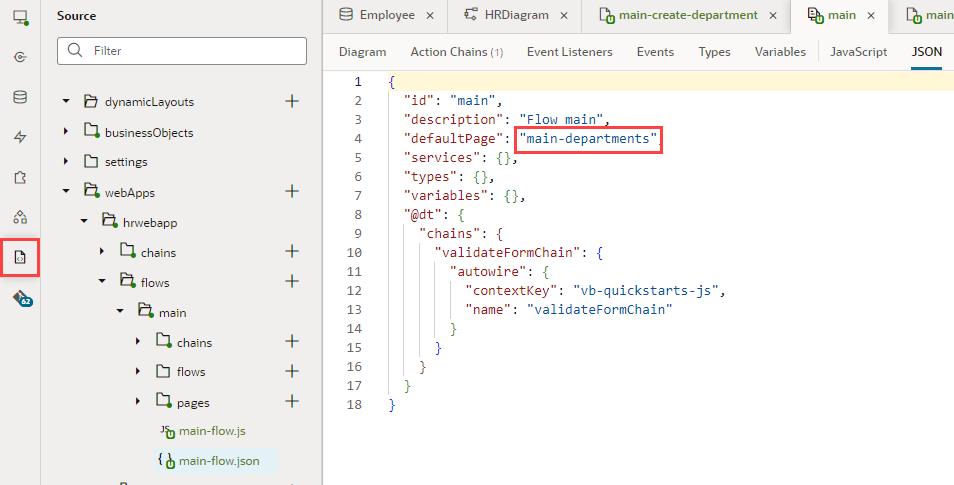 Source
Filter
dynamicLayouts
businessObjects
settings
webApps
hrwebapp
chains
flows
main
chains
flows
pages
JS
main-flow.js
{ }
main-flow.json
62
Employee × HRDiagram × main-create-department × main × main
Diagram Action Chains (1) Event Listeners Events Types Variables JavaScript JSON
1 {
2 "id": "main",
3 "description": "Flow main",
4 "defaultPage": "main-departments",
5 "services": {},
6 "types": {},
7 "variables": {},
8 "@dt": {
9 "chains": {
10 "validateFormChain": {
11 "autowire": {
12 "contextKey": "vb-quickstarts-js",
13 "name": "validateFormChain"
14 }
15 }
16 }
17 }
18 }